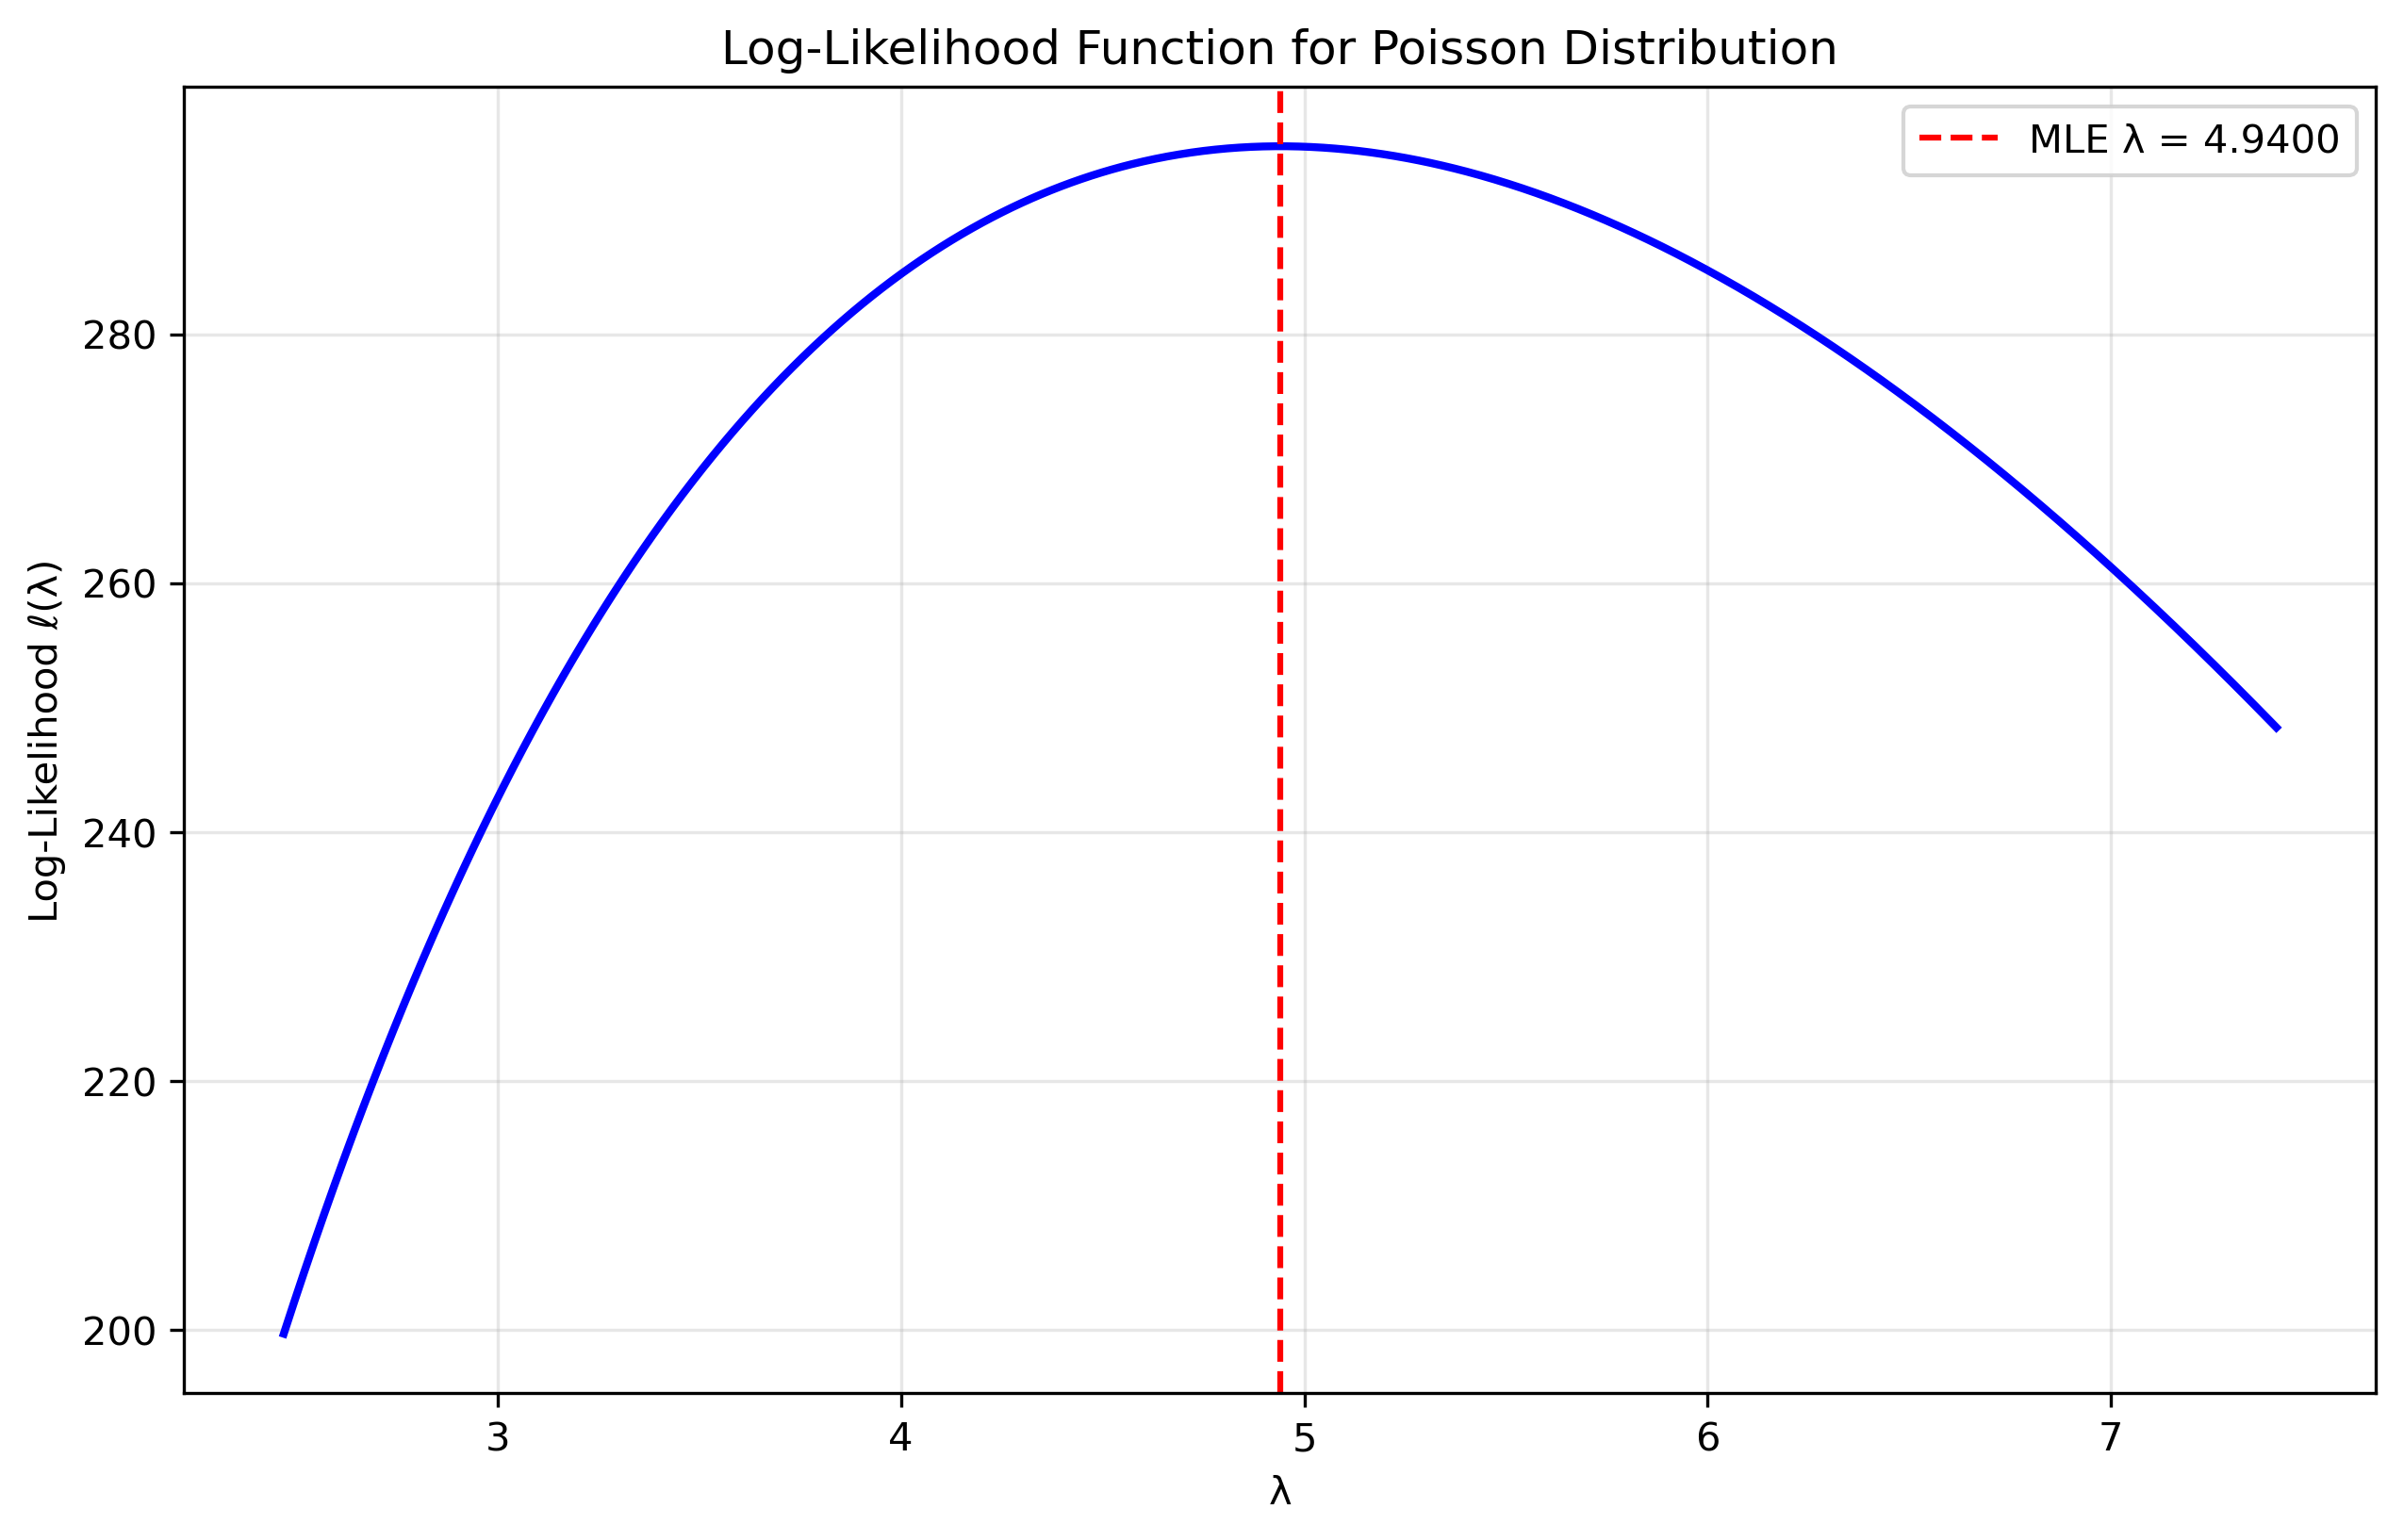 Log-Likelihood Function for Poisson Distribution
MLE λ = 4.9400
Log-Likelihood ℓ(λ)
280
260
240
220
200
3
4
5
6
7
λ